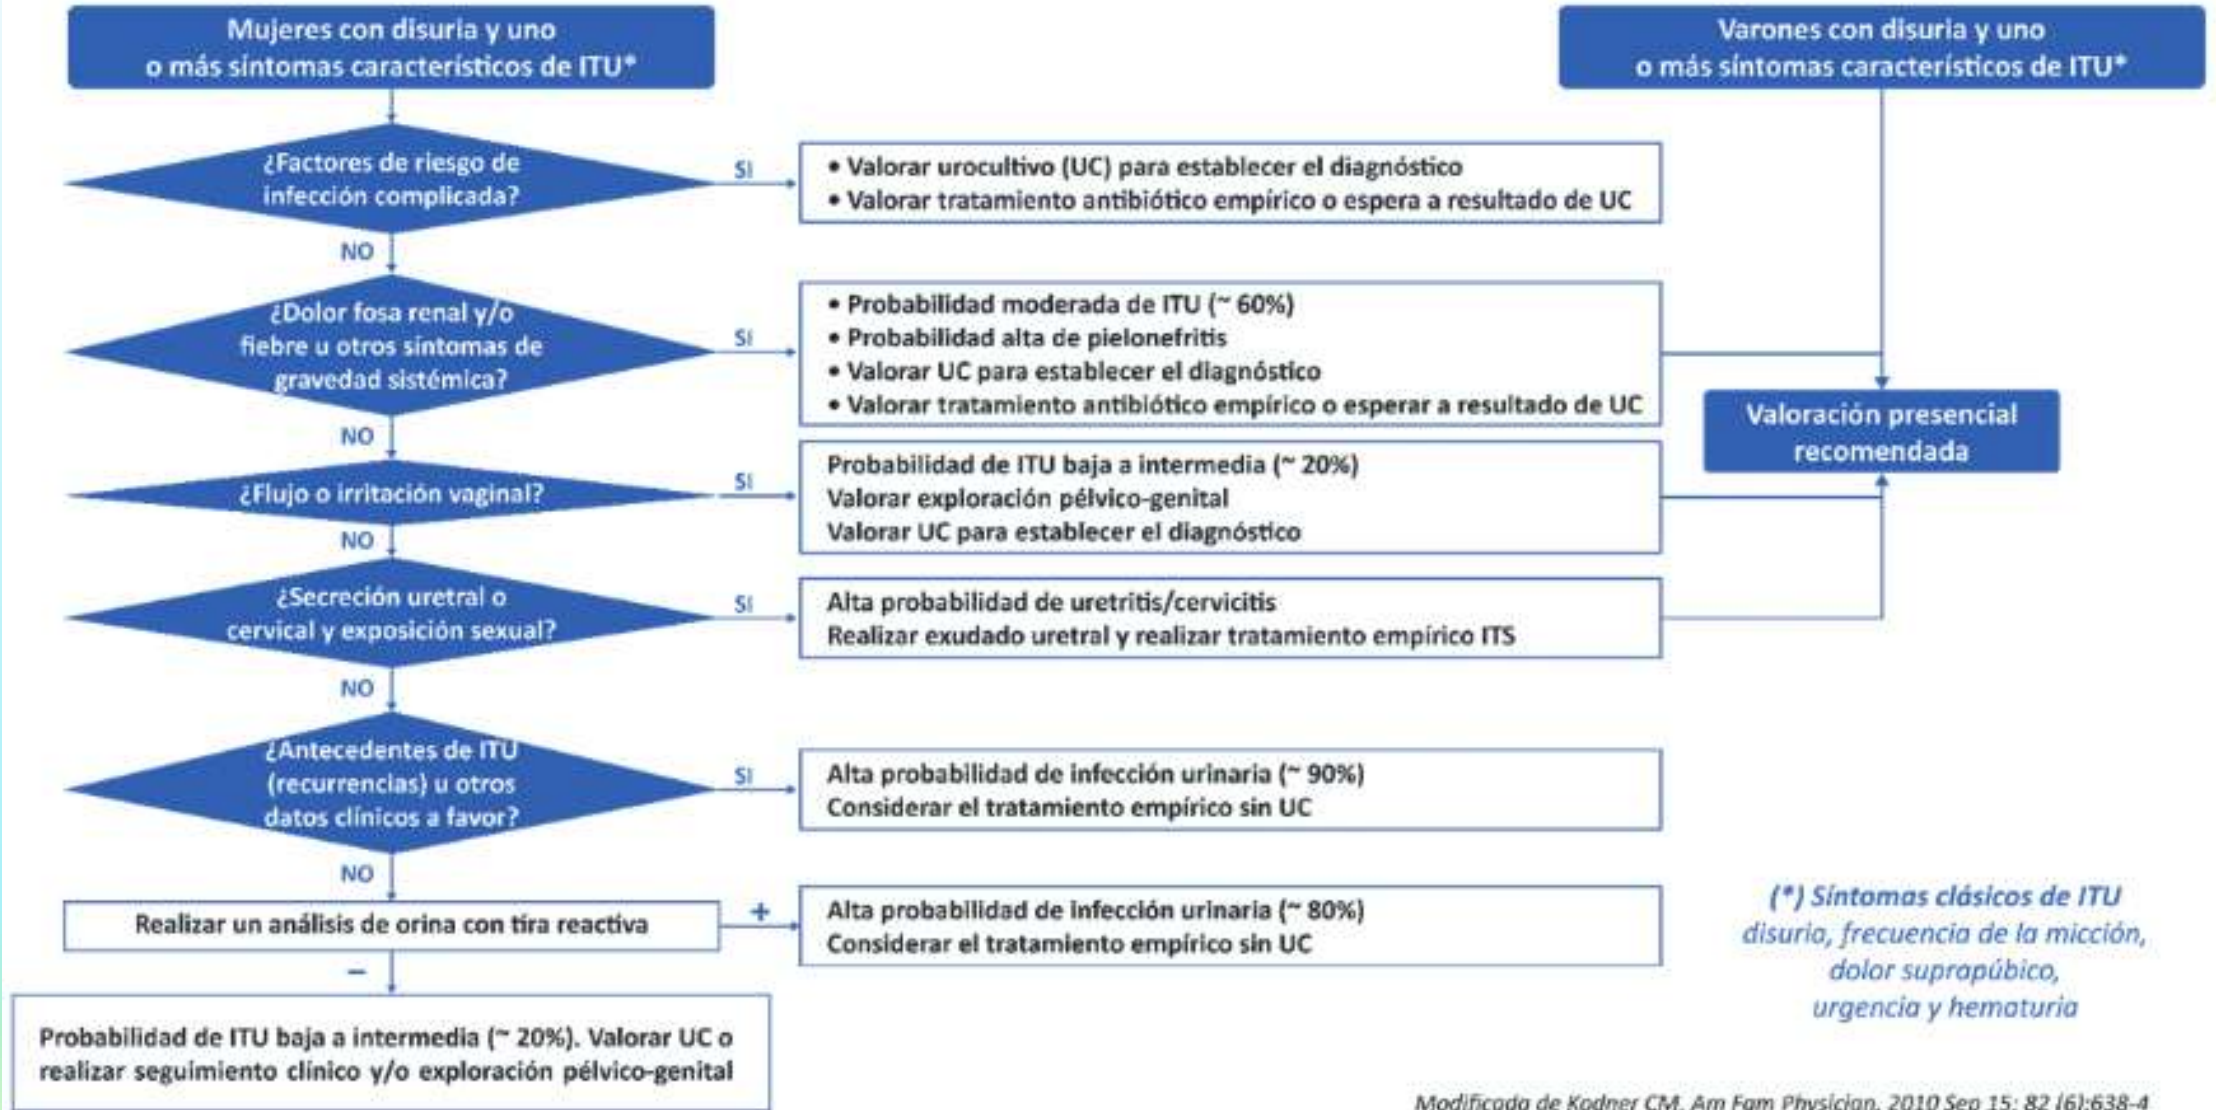 Mujeres con disuria y uno
o más síntomas característicos de ITU*
Varones con disuria y uno
o más síntomas característicos de ITU*
¿Factores de riesgo de
infección complicada?
SI
• Valorar urocultivo (UC) para establecer el diagnóstico
• Valorar tratamiento antibiótico empírico o espera a resultado de UC
NO
¿Dolor fosa renal y/o
fiebre u otros síntomas de
gravedad sistémica?
SI
• Probabilidad moderada de ITU (~ 60%)
• Probabilidad alta de pielonefritis
• Valorar UC para establecer el diagnóstico
• Valorar tratamiento antibiótico empírico o esperar a resultado de UC
Valoración presencial
recomendada
NO
¿Flujo o irritación vaginal?
SI
Probabilidad de ITU baja a intermedia (~ 20%)
Valorar exploración pélvico-genital
Valorar UC para establecer el diagnóstico
NO
¿Secreción uretral o
cervical y exposición sexual?
SI
Alta probabilidad de uretritis/cervicitis
Realizar exudado uretral y realizar tratamiento empírico ITS
NO
¿Antecedentes de ITU
(recurrencias) u otros
datos clínicos a favor?
SI
Alta probabilidad de infección urinaria (~ 90%)
Considerar el tratamiento empírico sin UC
NO
Realizar un análisis de orina con tira reactiva
+
Alta probabilidad de infección urinaria (~ 80%)
Considerar el tratamiento empírico sin UC
–
Probabilidad de ITU baja a intermedia (~ 20%). Valorar UC o
realizar seguimiento clínico y/o exploración pélvico-genital
(*) Síntomas clásicos de ITU
disuria, frecuencia de la micción,
dolor suprapúbico,
urgencia y hematuria
Modificada de Kodner CM. Am Fam Physician. 2010 Sep 15; 82 (6):638-4